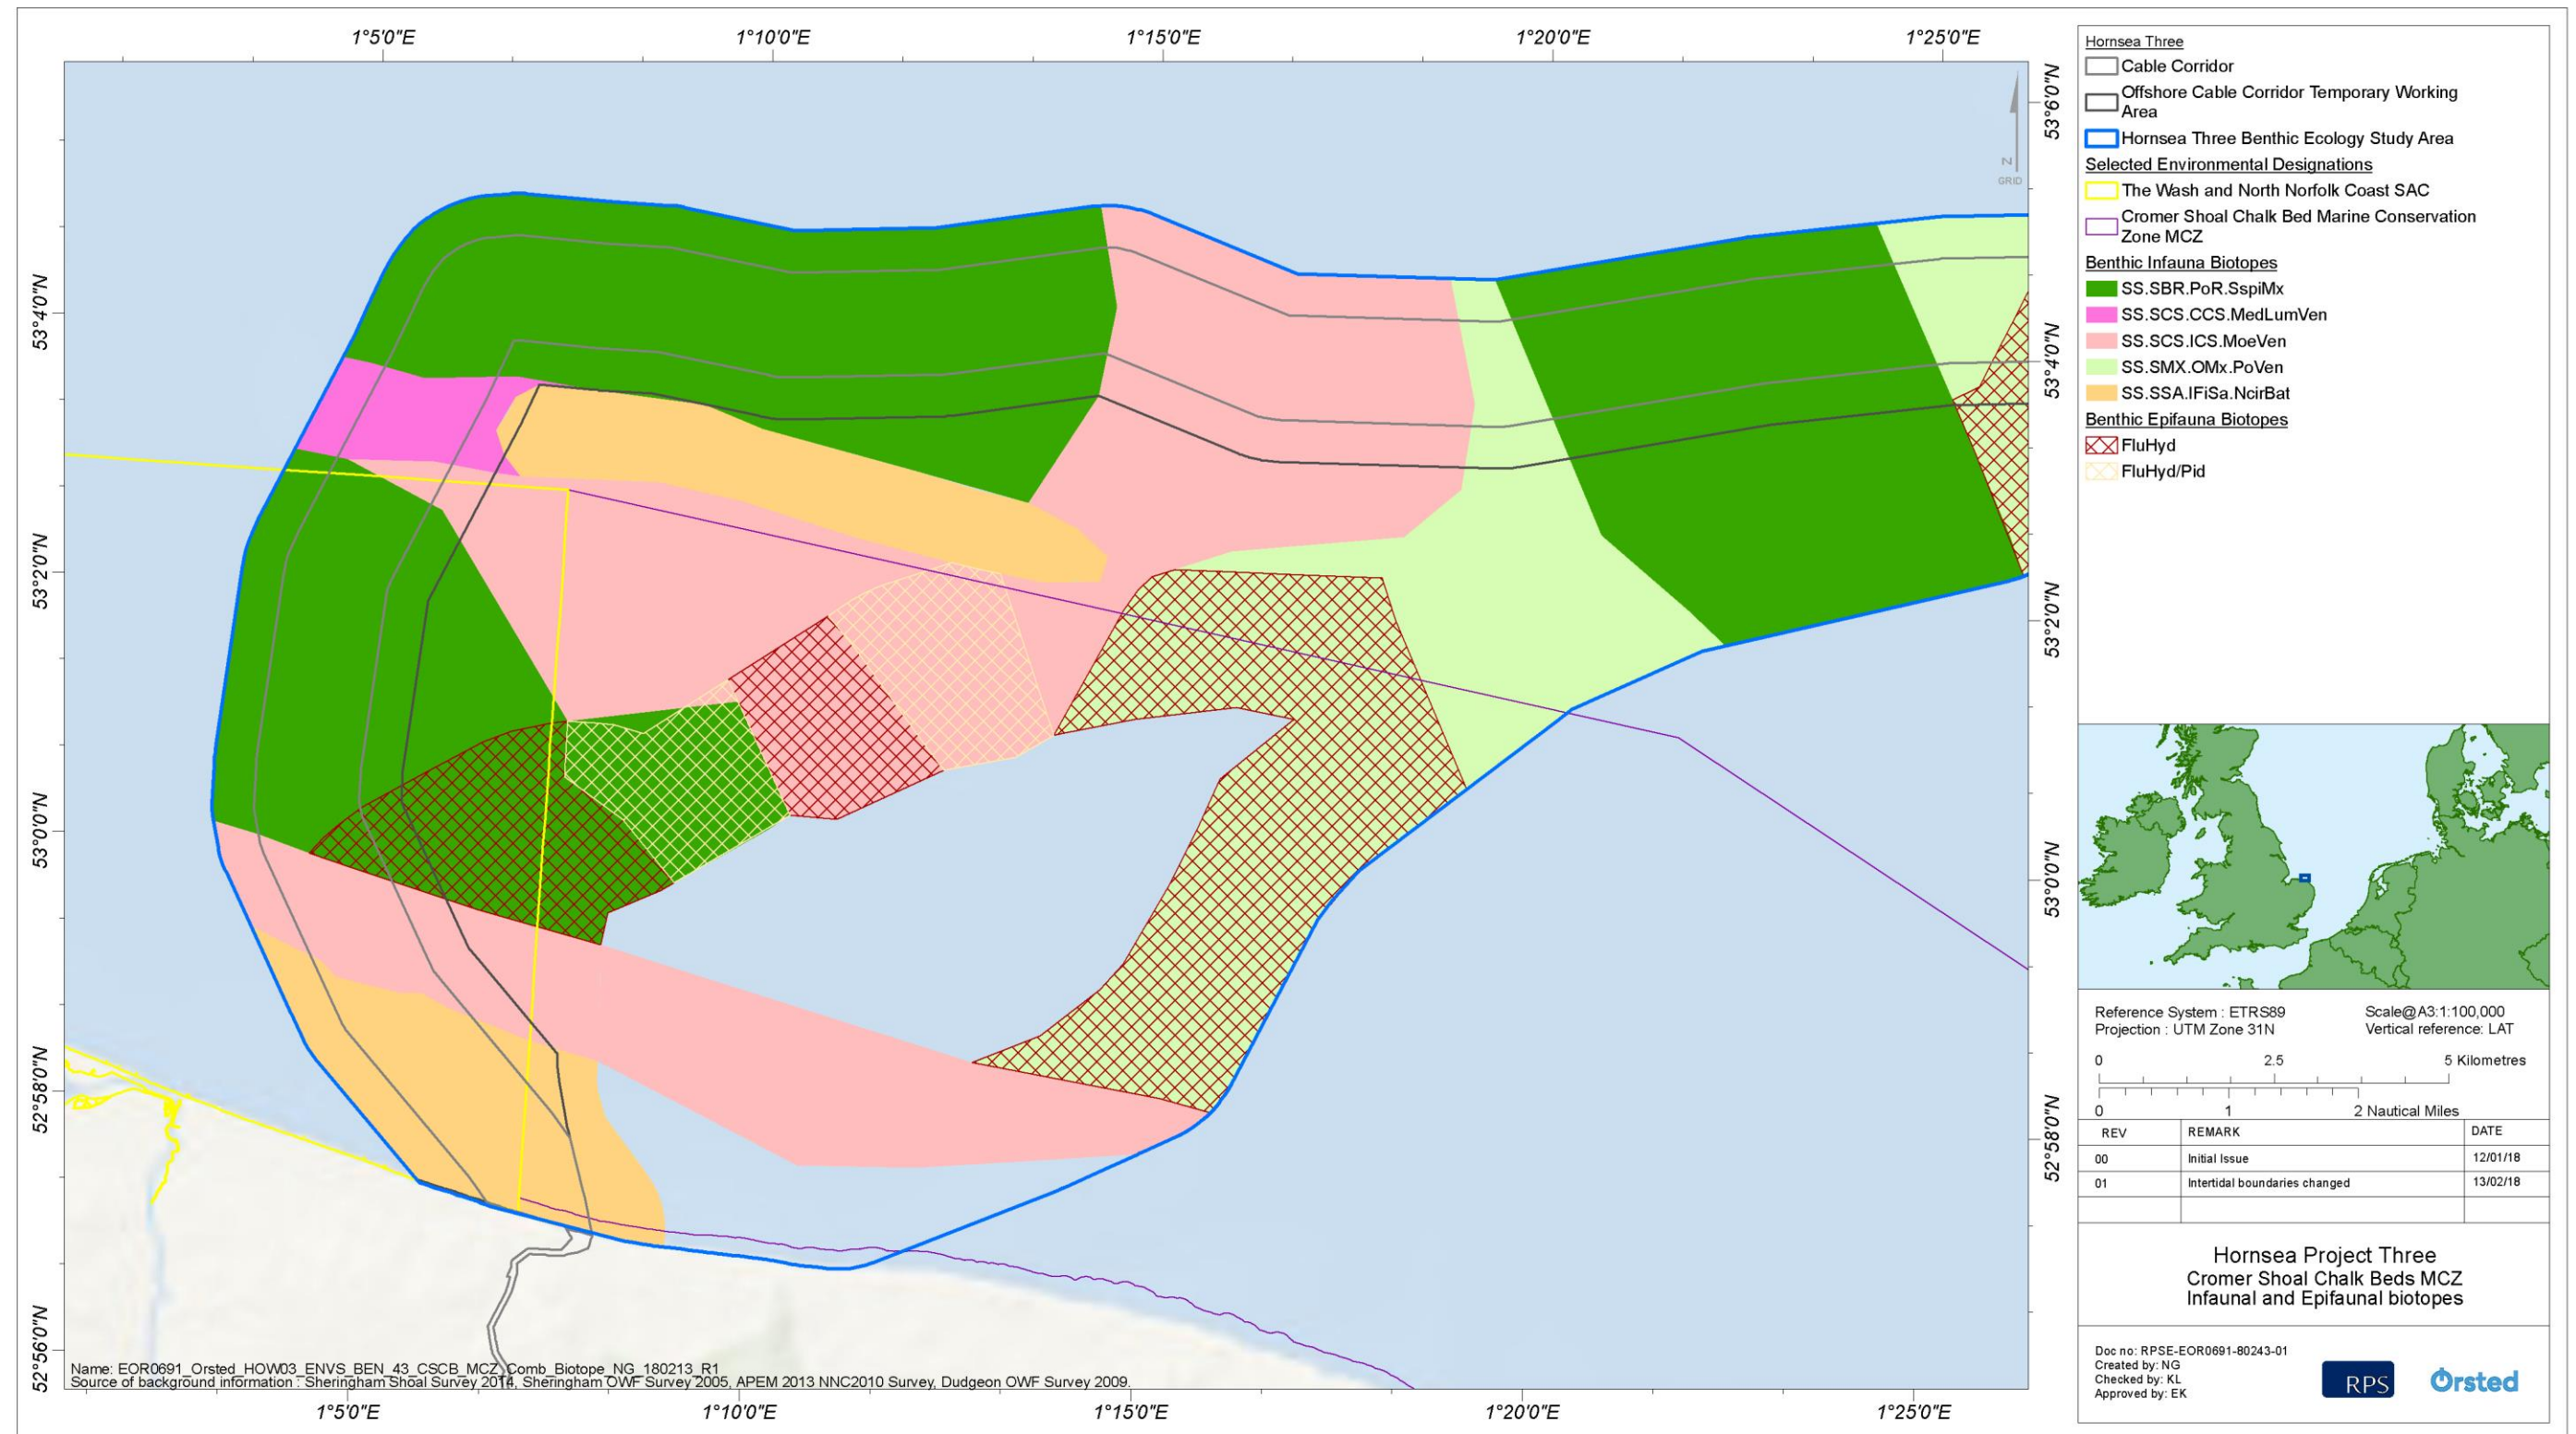 1°5'0"E
1°10'0"E
1°15'0"E
1°20'0"E
1°25'0"E
53°6'0"N
53°4'0"N
53°4'0"N
53°2'0"N
53°2'0"N
53°0'0"N
53°0'0"N
52°58'0"N
52°58'0"N
52°56'0"N
N
GRID
Name: EOR0691_Orsted_HOW03_ENVS_BEN_43_CSCB_MCZ_Comb_Biotope_NG_180213_R1
Source of background information : Sheringham Shoal Survey 2014, Sheringham OWF Survey 2005, APEM 2013 NNC2010 Survey, Dudgeon OWF Survey 2009.
1°5'0"E
1°10'0"E
1°15'0"E
1°20'0"E
1°25'0"E
Hornsea Three
Cable Corridor
Offshore Cable Corridor Temporary Working
Area
Hornsea Three Benthic Ecology Study Area
Selected Environmental Designations
The Wash and North Norfolk Coast SAC
Cromer Shoal Chalk Bed Marine Conservation
Zone MCZ
Benthic Infauna Biotopes
SS.SBR.PoR.SspiMx
SS.SCS.CCS.MedLumVen
SS.SCS.ICS.MoeVen
SS.SMX.OMx.PoVen
SS.SSA.IFiSa.NcirBat
Benthic Epifauna Biotopes
FluHyd
FluHyd/Pid
Reference System : ETRS89 Scale@A3:1:100,000
Projection : UTM Zone 31N Vertical reference: LAT
0 2.5 5 Kilometres
0 1 2 Nautical Miles
REV REMARK DATE
00 Initial Issue 12/01/18
01 Intertidal boundaries changed 13/02/18
Hornsea Project Three
Cromer Shoal Chalk Beds MCZ
Infaunal and Epifaunal biotopes
Doc no: RPSE-EOR0691-80243-01
Created by: NG
Checked by: KL
Approved by: EK
RPS
Ørsted